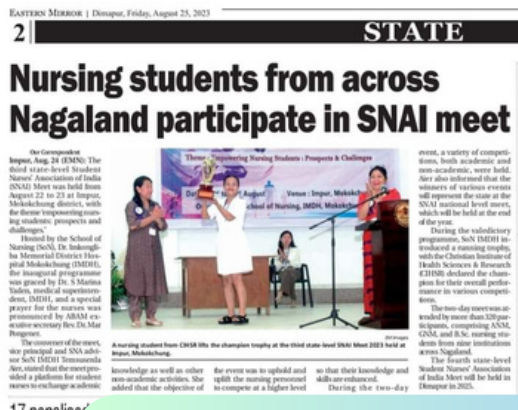 EASTERN MIRROR | Dimapur, Friday, August 25, 2023
2
STATE
Nursing students from across
Nagaland participate in SNAI meet
Our Correspondent
Impur, Aug. 24 (EMN): The
third state-level Student
Nurses' Association of India
(SNAI) Meet was held from
August 22 to 23 at Impur,
Mokokchung district, with
the theme 'empowering nurs-
ing students; prospects and
challenges.'
Hosted by the School of
Nursing (SoN), Dr. Imkongli-
ba Memorial District Hos-
pital Mokokchung (IMDH),
the inaugural programme
was graced by Dr. S Marina
Yaden, medical superinten-
dent, IMDH, and a special
prayer for the nurses was
pronounced by ABAM ex-
ecutive secretary Rev. Dr. Mar
Pongener.
The convener of the meet,
vice principal and SNA advi-
sor SoN IMDH Temsunenla
Aier, stated that the meet pro-
vided a platform for student
nurses to exchange academic
Theme: Empowering Nursing Students : Prospects & Challenges
August Venue : Impur, Mokokch
School of Nursing, IMDH, Mokokch
EM Images
A nursing student from CIHSR lifts the champion trophy at the third state-level SNAI Meet 2023 held at
Impur, Mokokchung.
knowledge as well as other
non-academic activities. She
added that the objective of
the event was to uphold and
uplift the nursing personnel
to compete at a higher level
so that their knowledge and
skills are enhanced.
During the two-day
event, a variety of competi-
tions, both academic and
non-academic, were held.
Aier also informed that the
winners of various events
will represent the state at the
SNAI national level meet,
which will be held at the end
of the year.
During the valedictory
programme, SoN IMDH in-
troduced a running trophy,
with the Christian Institute of
Health Sciences & Research
(CIHSR) declared the cham-
pion for their overall perfor-
mance in various competi-
tions.
The two-day meet was at-
tended by more than 320 par-
ticipants, comprising ANM,
GNM, and B.Sc. nursing stu-
dents from nine institutions
across Nagaland.
The fourth state-level
Student Nurses' Association
of India Meet will be held in
Dimapur in 2025.